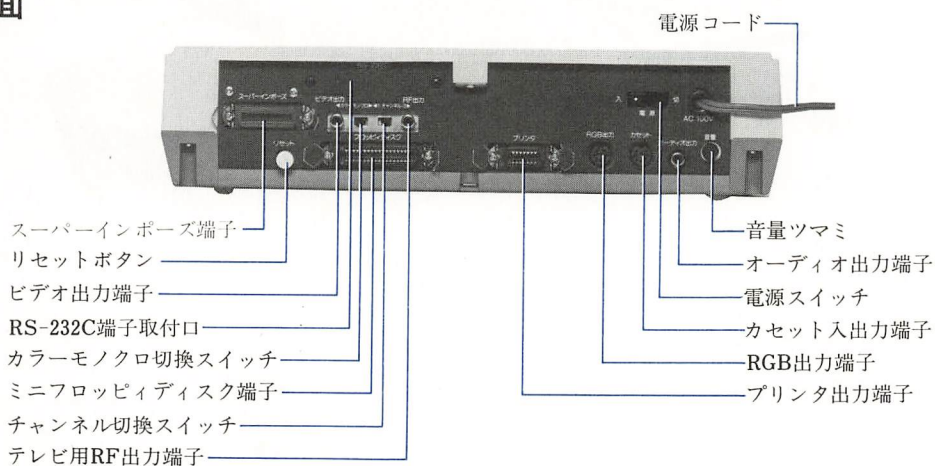 面
電源コード
スーパーインポーズ
ビデオ出力
RF出力
入
切
電源
AC 100V
リセット
プリンタ
RGB出力
カセット
音量
スーパーインポーズ端子
リセットボタン
ビデオ出力端子
RS-232C端子取付口
カラーモノクロ切換スイッチ
ミニフロッピィディスク端子
チャンネル切換スイッチ
テレビ用RF出力端子
音量ツマミ
オーディオ出力端子
電源スイッチ
カセット入出力端子
RGB出力端子
プリンタ出力端子